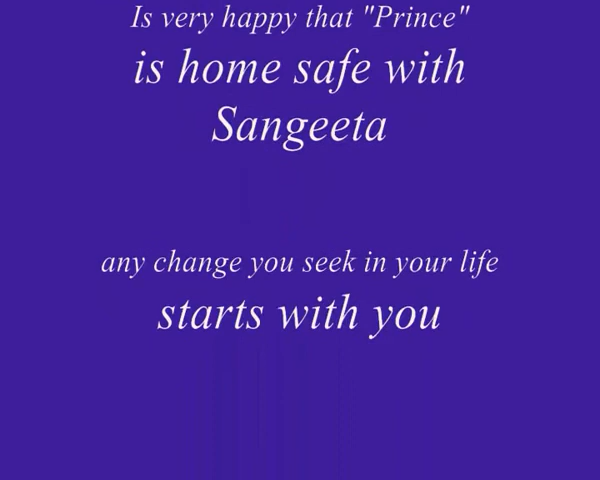 Is very happy that "Prince"
is home safe with
Sangeeta
any change you seek in your life
starts with you